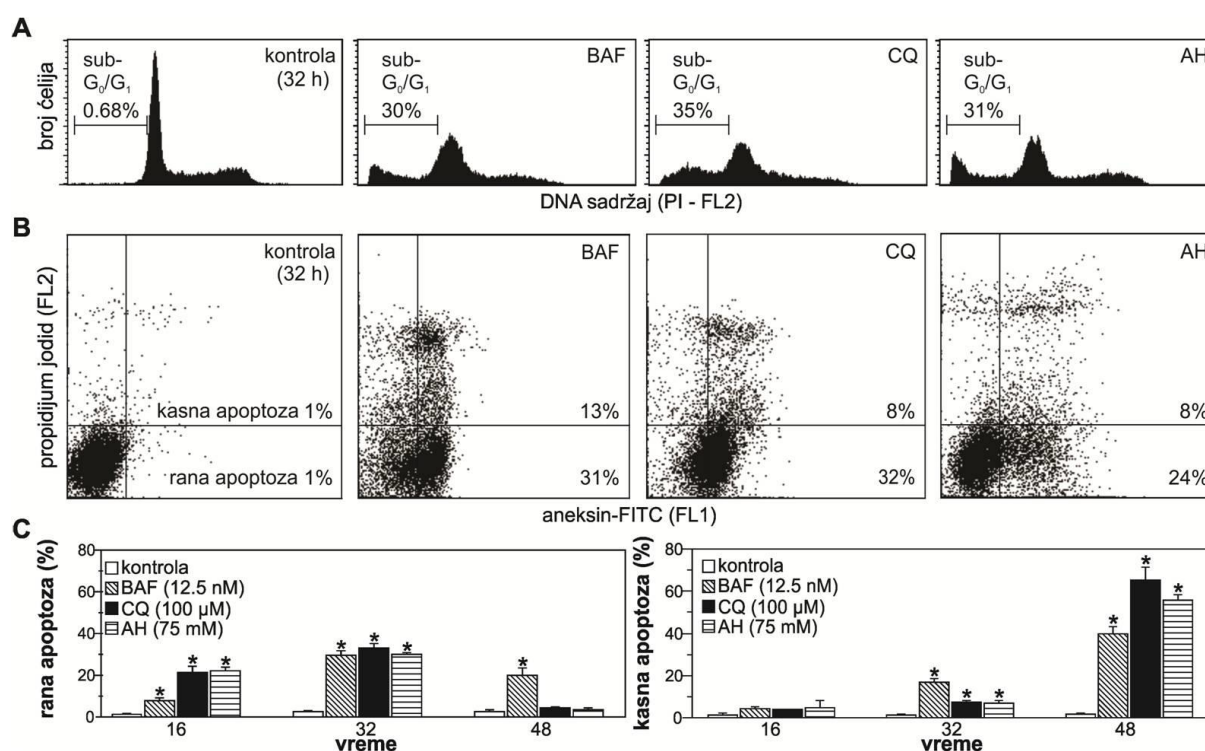 A
broj ćelija
sub-
G₀/G₁
0.68%
kontrola
(32 h)
sub-
G₀/G₁
30%
BAF
sub-
G₀/G₁
35%
CQ
sub-
G₀/G₁
31%
AH
DNA sadržaj (PI - FL2)
B
propidijum jodid (FL2)
kontrola
(32 h)
kasna apoptoza 1%
rana apoptoza 1%
BAF
13%
31%
CQ
8%
32%
AH
8%
24%
aneksin-FITC (FL1)
C
rana apoptoza (%)
80
60
40
20
0
kontrola
BAF (12.5 nM)
CQ (100 µM)
AH (75 mM)
* * *
* * *
*
16 32 48
vreme
kasna apoptoza (%)
80
60
40
20
0
kontrola
BAF (12.5 nM)
CQ (100 µM)
AH (75 mM)
* * *
* * *
16 32 48
vreme